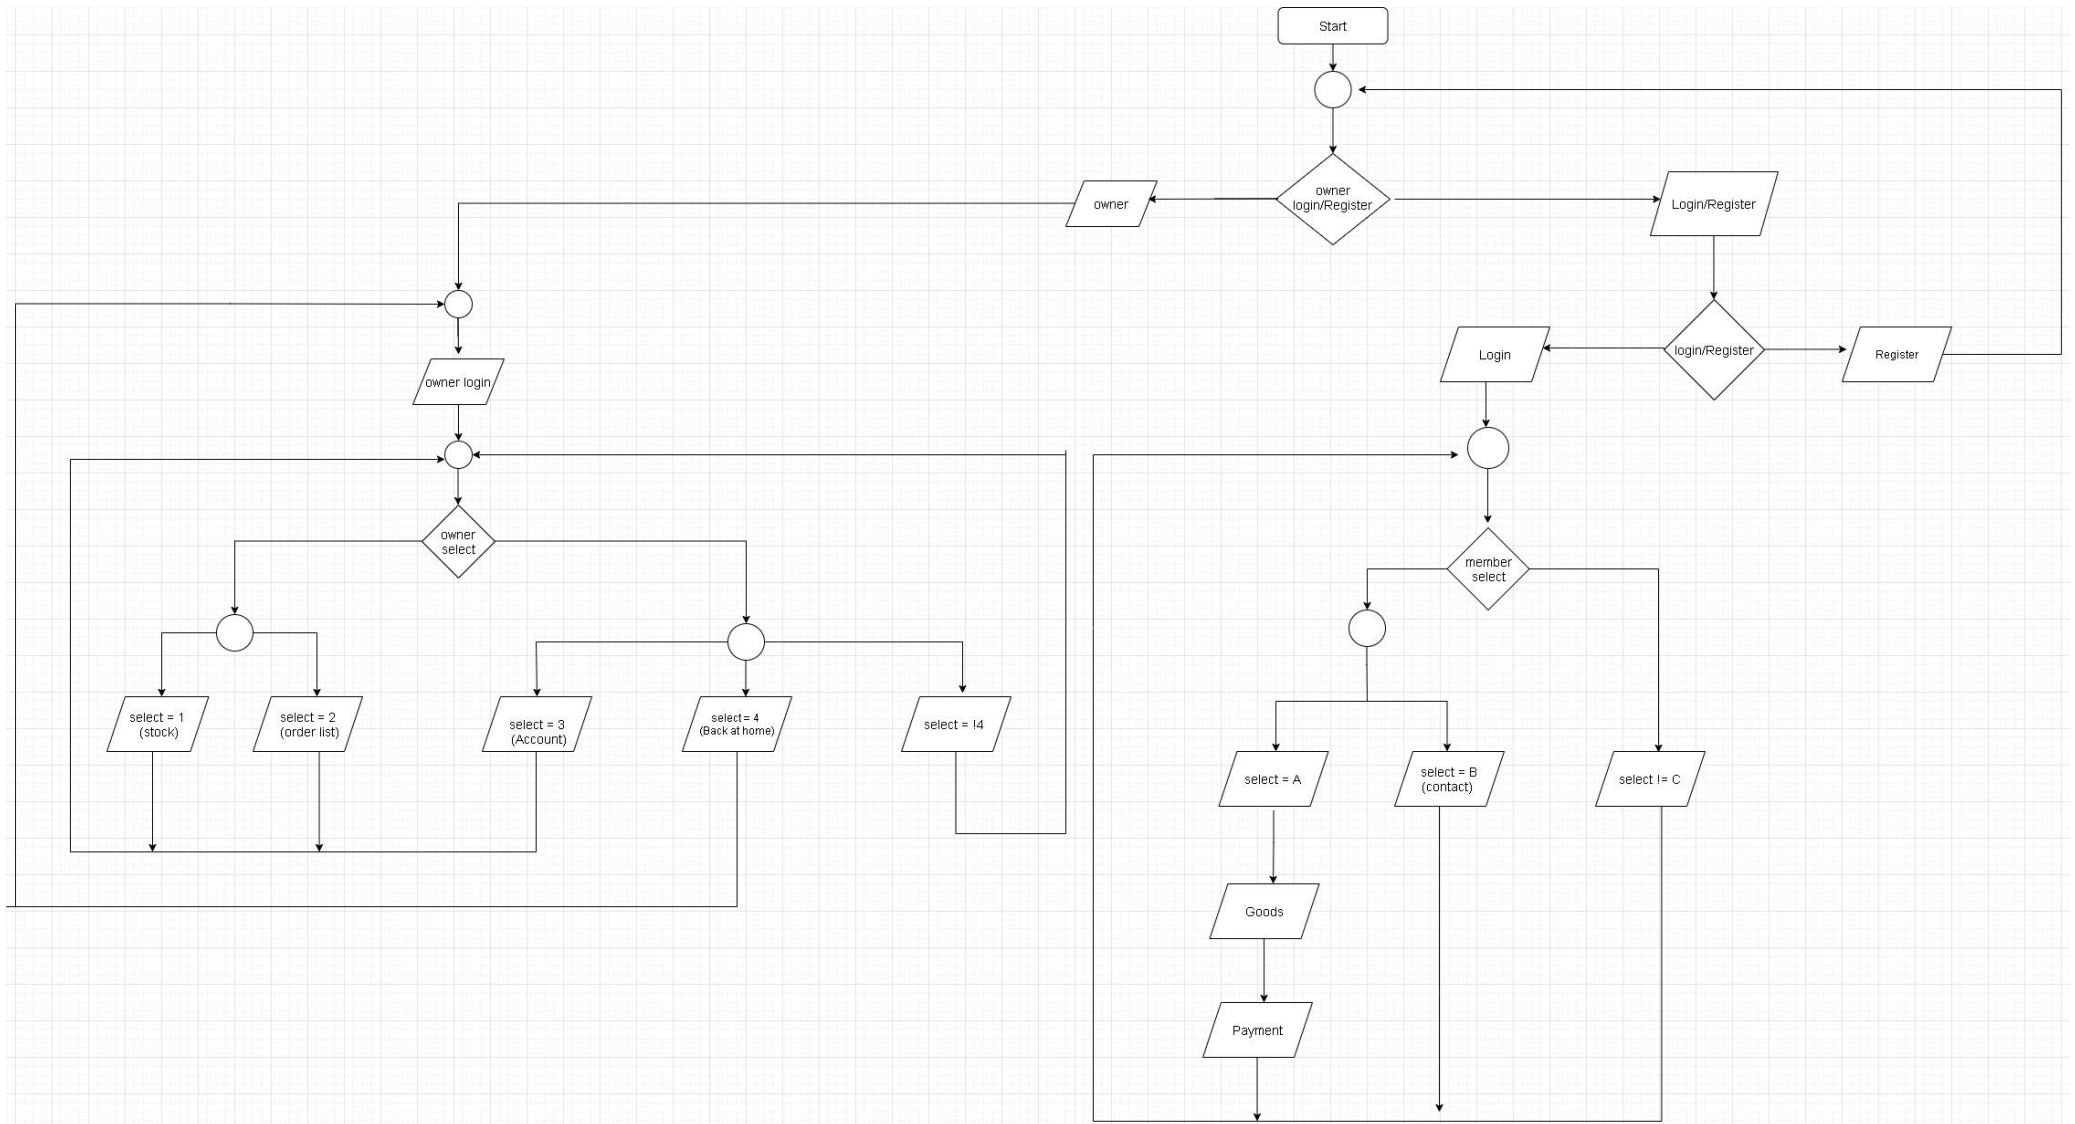 Start
owner
login/Register
owner
Login/Register
login/Register
Login
Register
owner login
owner
select
member
select
select = 1
(stock)
select = 2
(order list)
select = 3
(Account)
select = 4
(Back at home)
select = !4
select = A
select = B
(contact)
select != C
Goods
Payment